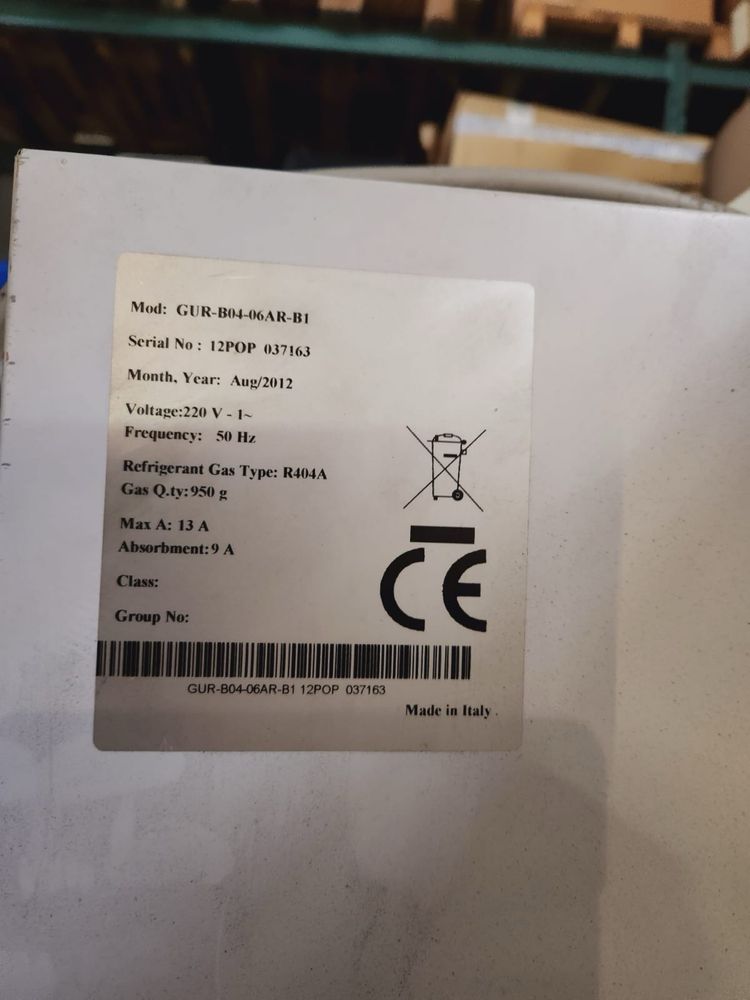 Mod: GUR-B04-06AR-B1
Serial No : 12POP 037163
Month, Year: Aug/2012
Voltage:220 V - 1~
Frequency: 50 Hz
Refrigerant Gas Type: R404A
Gas Q.ty: 950 g
Max A: 13 A
Absorbment: 9 A
Class:
Group No:
CE
GUR-B04-06AR-B1 12POP 037163
Made in Italy .